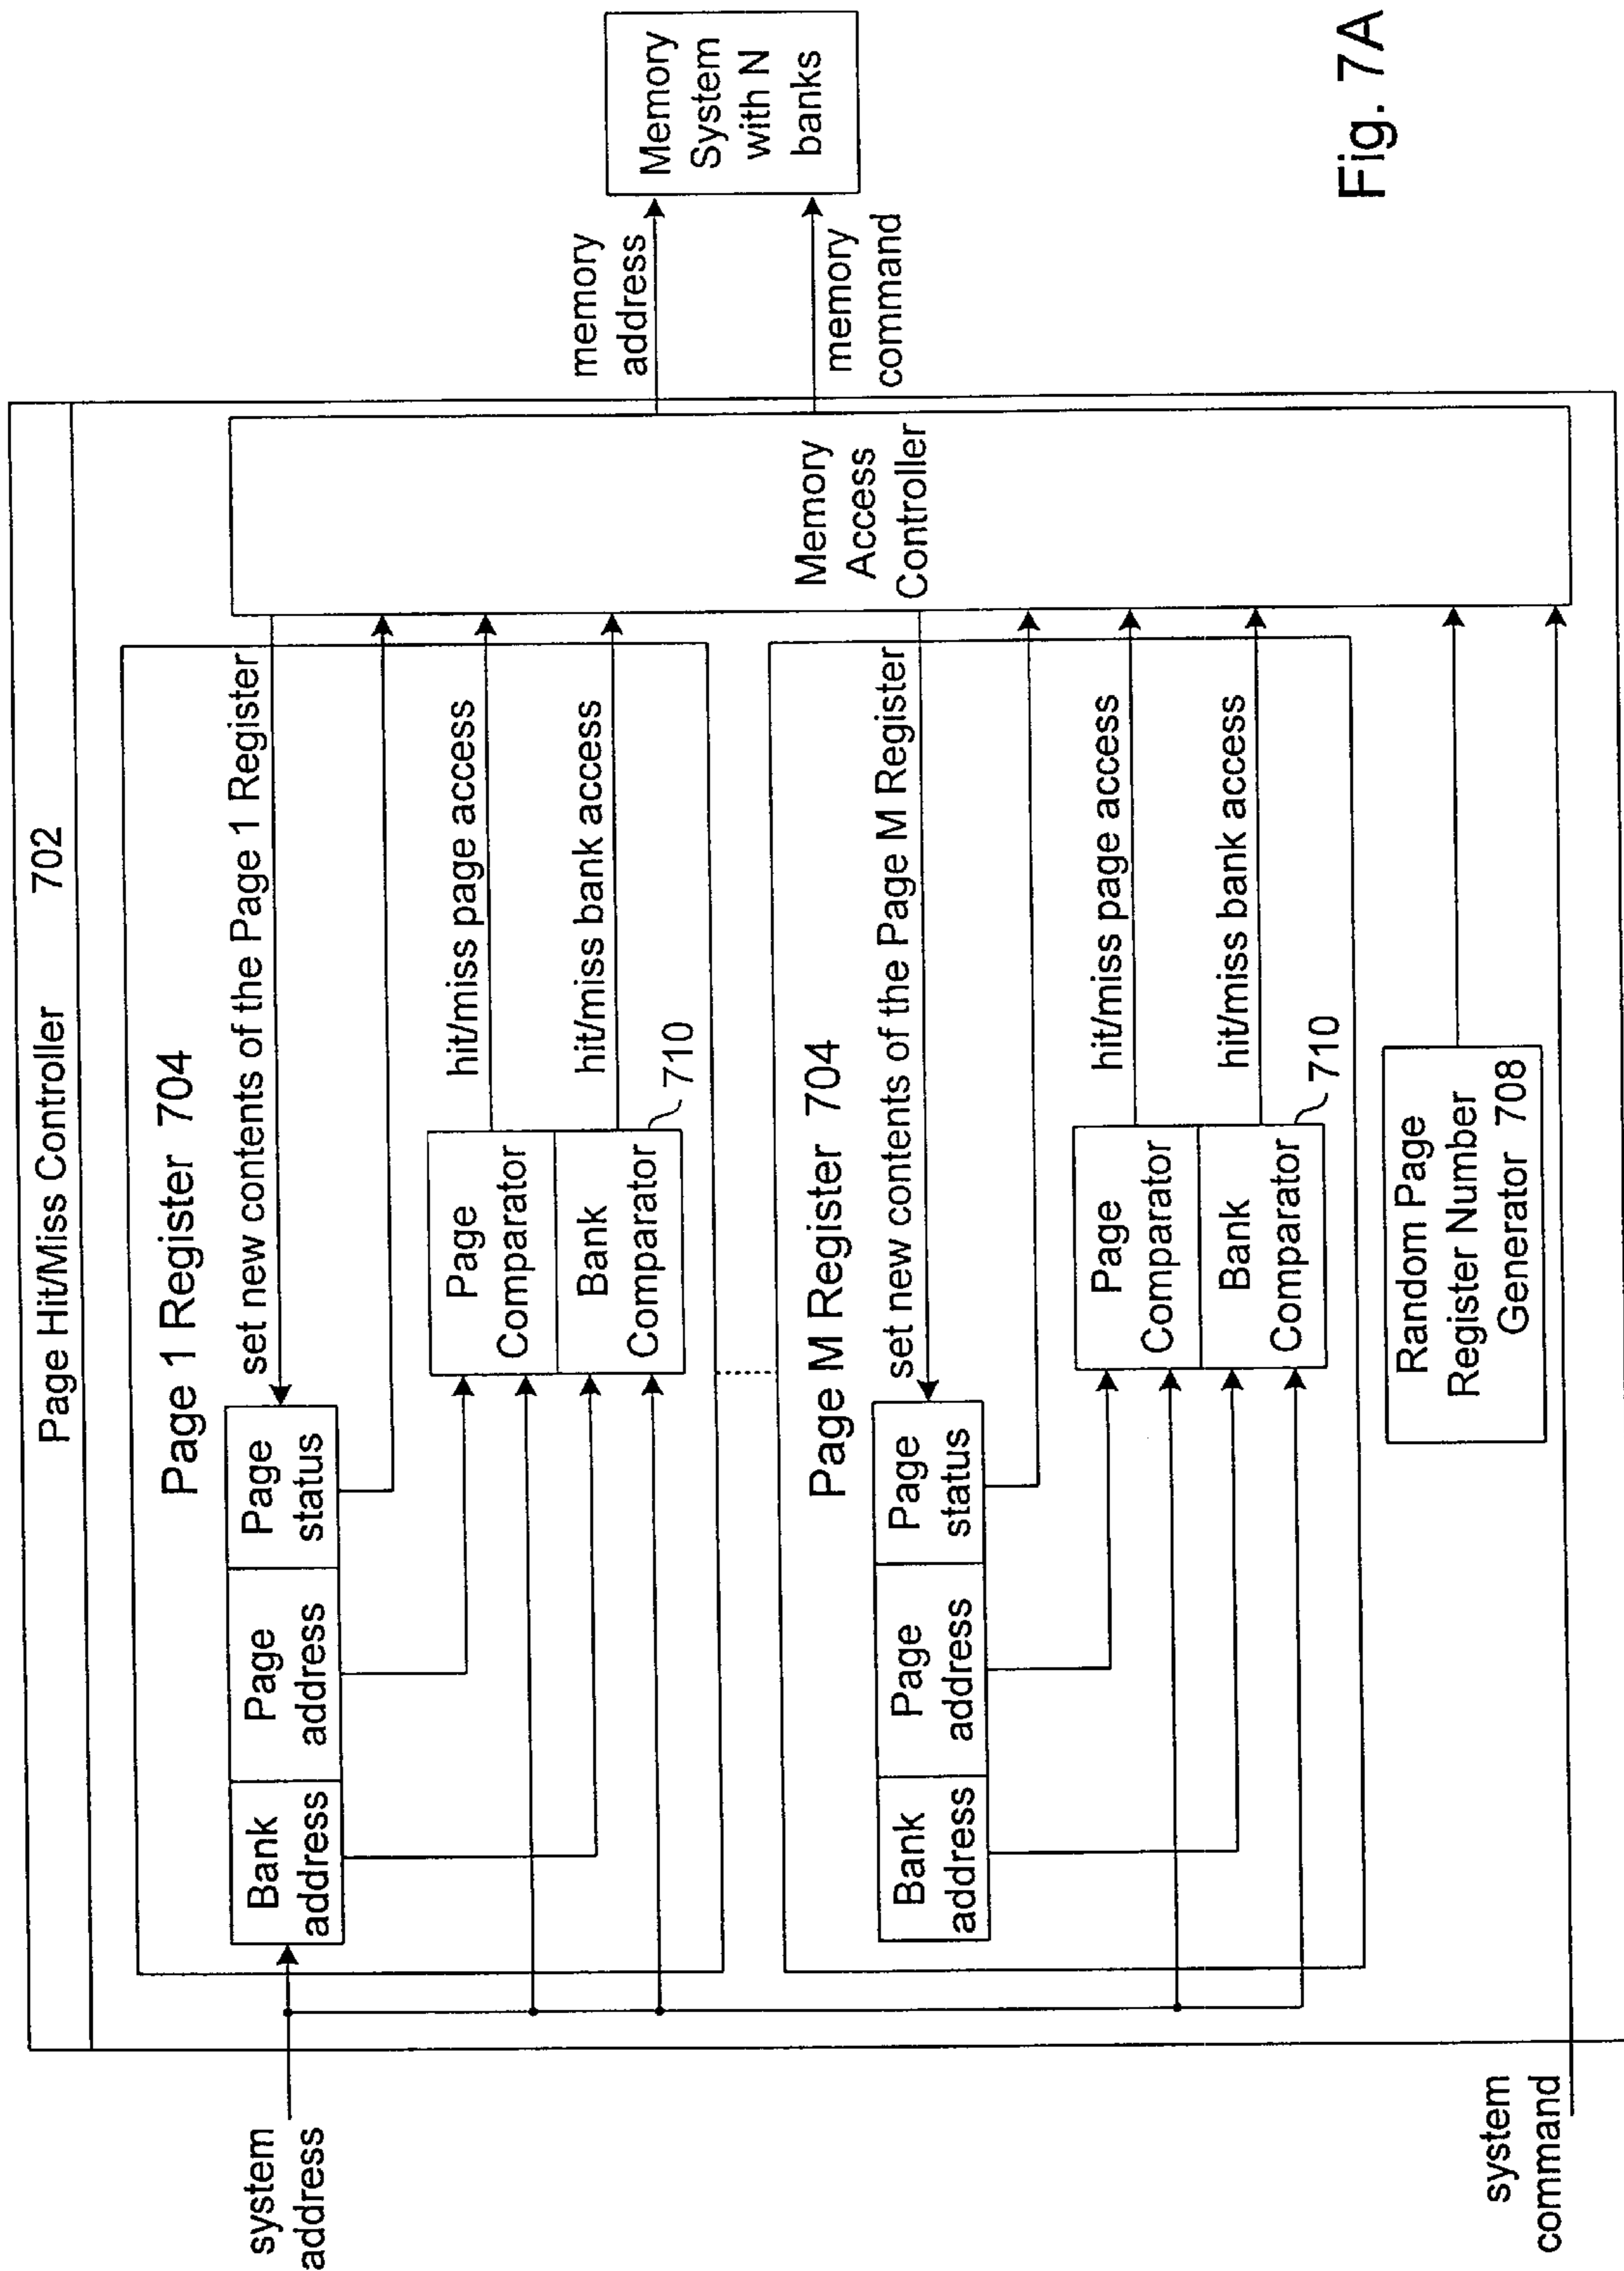 Page Hit/Miss Controller 702
system
address
Page 1 Register 704
Bank
address
Page
address
Page
status
set new contents of the Page 1 Register
Page
Comparator
Bank
Comparator
710
hit/miss page access
hit/miss bank access
Page M Register 704
Bank
address
Page
address
Page
status
set new contents of the Page M Register
Page
Comparator
Bank
Comparator
710
hit/miss page access
hit/miss bank access
Random Page
Register Number
Generator 708
system
command
Memory
Access
Controller
memory
address
memory
command
Memory
System
with N
banks
Fig. 7A